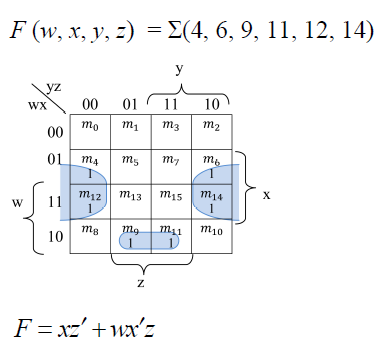 F (w, x, y, z) = Σ(4, 6, 9, 11, 12, 14)
y
yz
wx 00 01 11 10
00 m₀ m₁ m₃ m₂
01 m₄ m₅ m₇ m₆
1 1
w 11 m₁₂ m₁₃ m₁₅ m₁₄ x
1 1
10 m₈ m₉ m₁₁ m₁₀
1 1
z
F = xz′ + wx′z